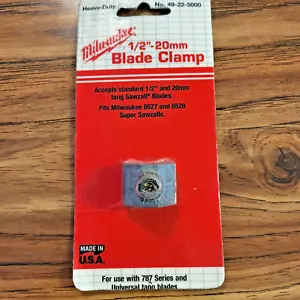 Heavy-Duty No. 49-22-5000
Milwaukee
1/2"-20mm
Blade Clamp
Accepts standard 1/2" and 20mm
tang Sawzall® Blades.
Fits Milwaukee 6527 and 6528
Super Sawzalls.
MADE IN
U.S.A.
For use with 787 Series and
Universal tang blades